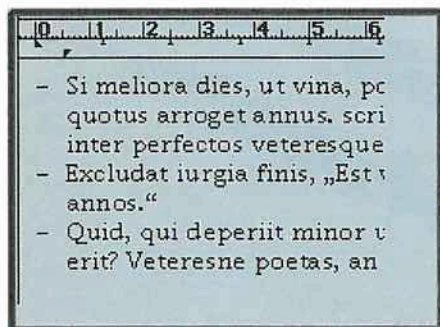 0 1 2 3 4 5 6
– Si meliora dies, ut vina,
quotus arroget annus. scri
inter perfectos veteresque
– Excludat iurgia finis, „Est
annos.“
– Quid, qui deperiit minor
erit? Veteresne poetas, an